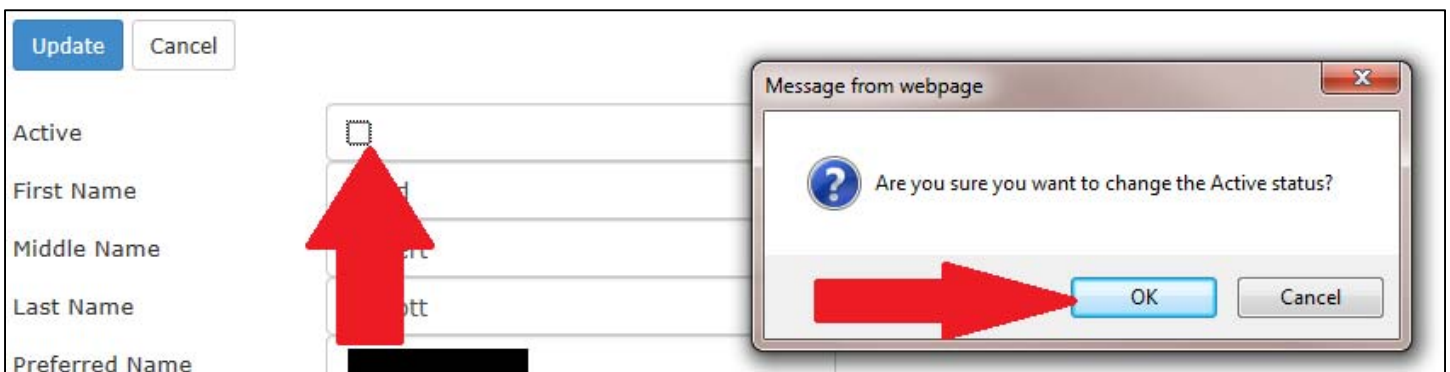 Update Cancel
Message from webpage
Active
Are you sure you want to change the Active status?
First Name
Middle Name
OK Cancel
Last Name
Preferred Name